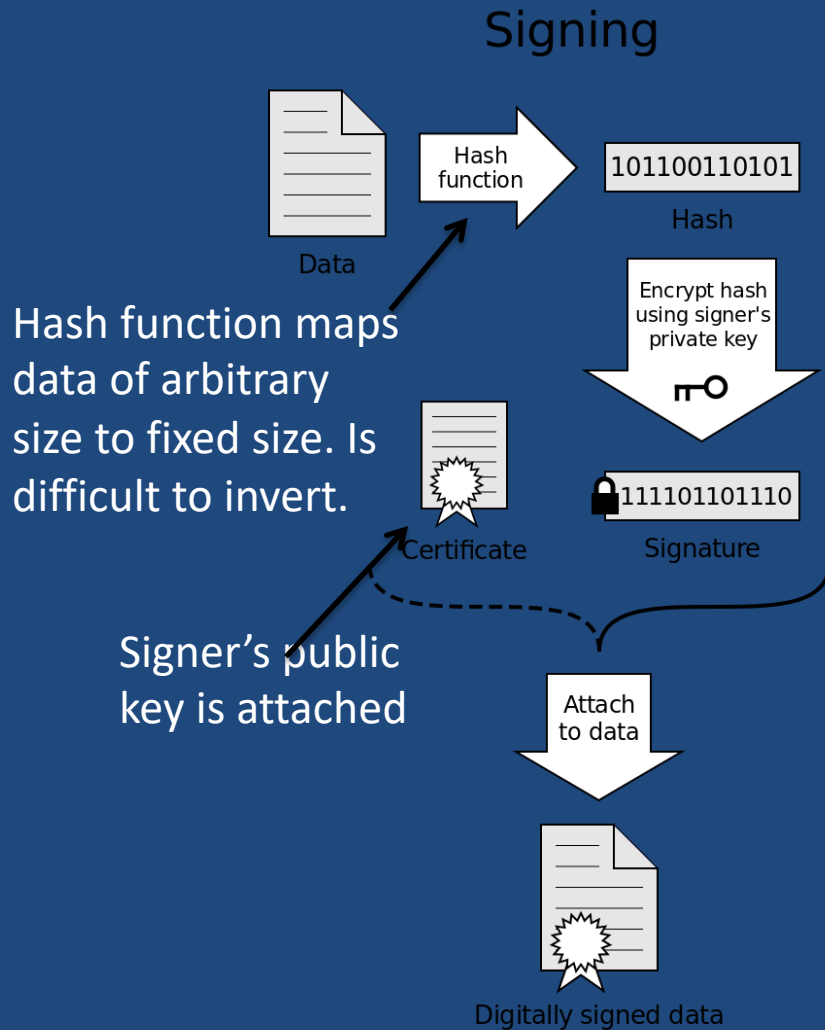 Signing
Hash
function
101100110101
Hash
Data
Encrypt hash
using signer's
private key
Hash function maps
data of arbitrary
size to fixed size. Is
difficult to invert.
111101101110
Certificate
Signature
Signer’s public
key is attached
Attach
to data
Digitally signed data